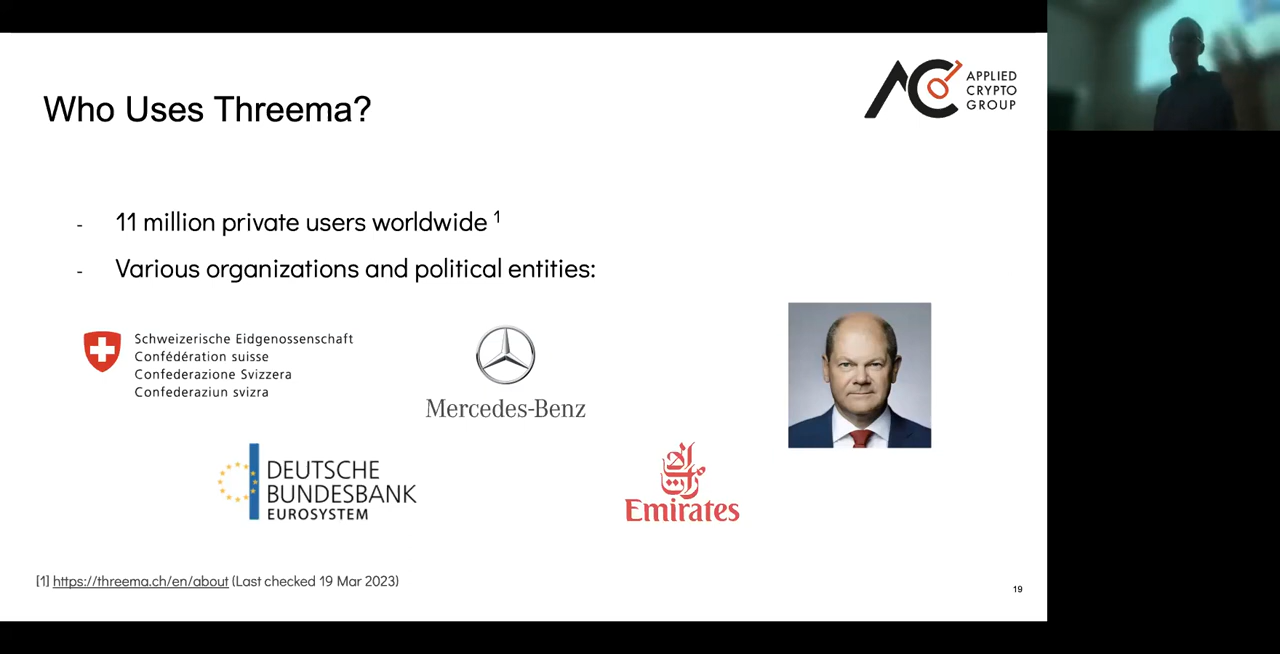 APPLIED
CRYPTO
GROUP
Who Uses Threema?
- 11 million private users worldwide 1
- Various organizations and political entities:
Schweizerische Eidgenossenschaft
Confédération suisse
Confederazione Svizzera
Confederaziun svizra
Mercedes-Benz
DEUTSCHE
BUNDESBANK
EUROSYSTEM
Emirates
[1] https://threema.ch/en/about (Last checked 19 Mar 2023)
19